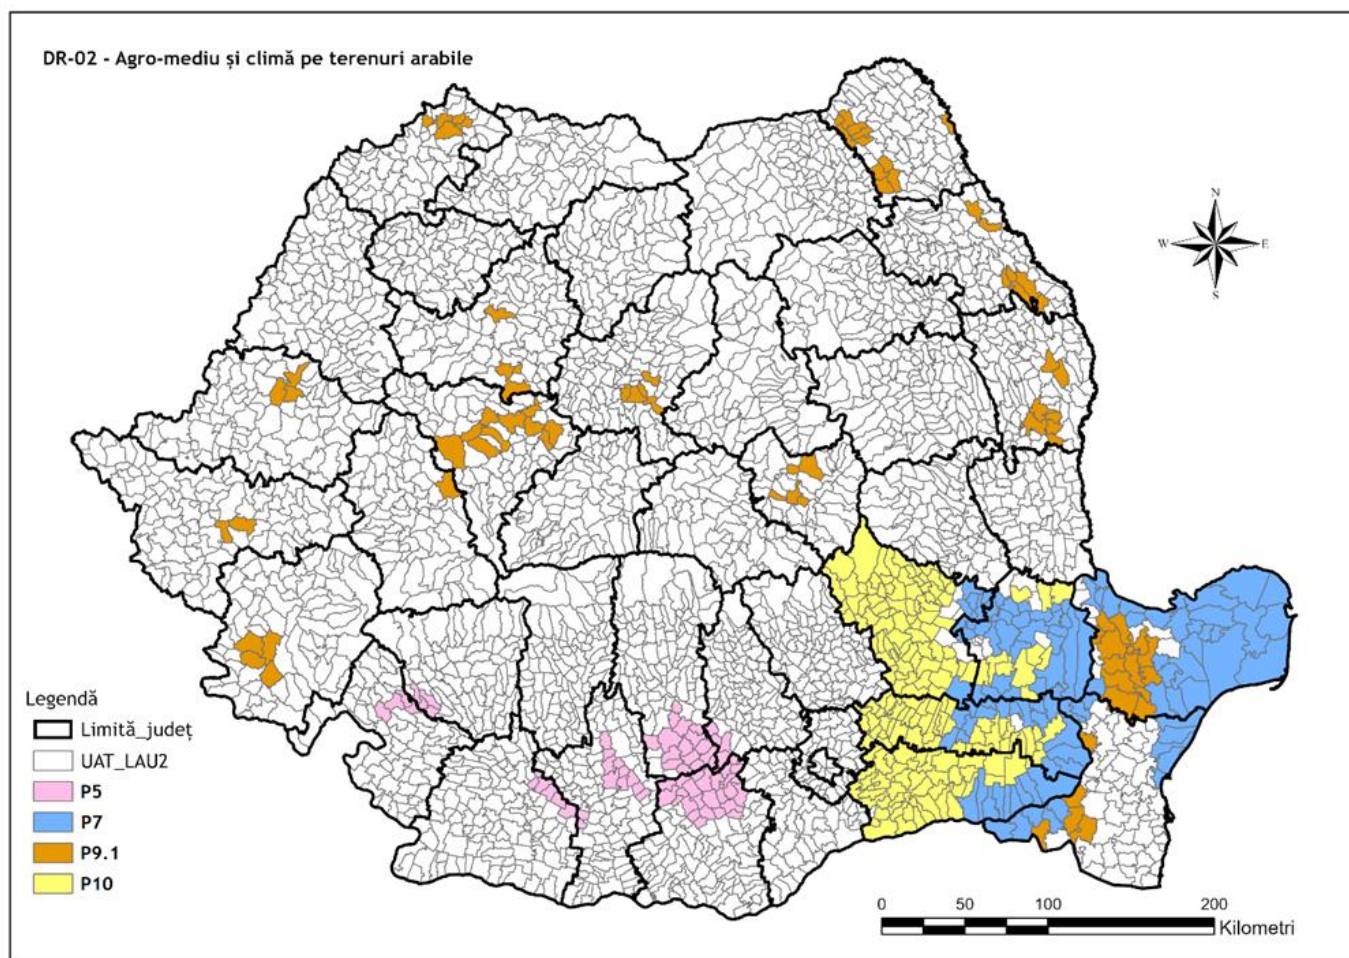 DR-02 - Agro-mediu și climă pe terenuri arabile
N
W E
S
Legendă
Limită_județ
UAT_LAU2
P5
P7
P9.1
P10
0 50 100 200
Kilometri